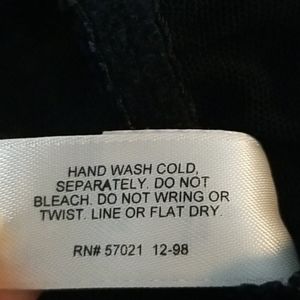 HAND WASH COLD,
SEPARATELY. DO NOT
BLEACH. DO NOT WRING OR
TWIST. LINE OR FLAT DRY.
RN# 57021 12-98